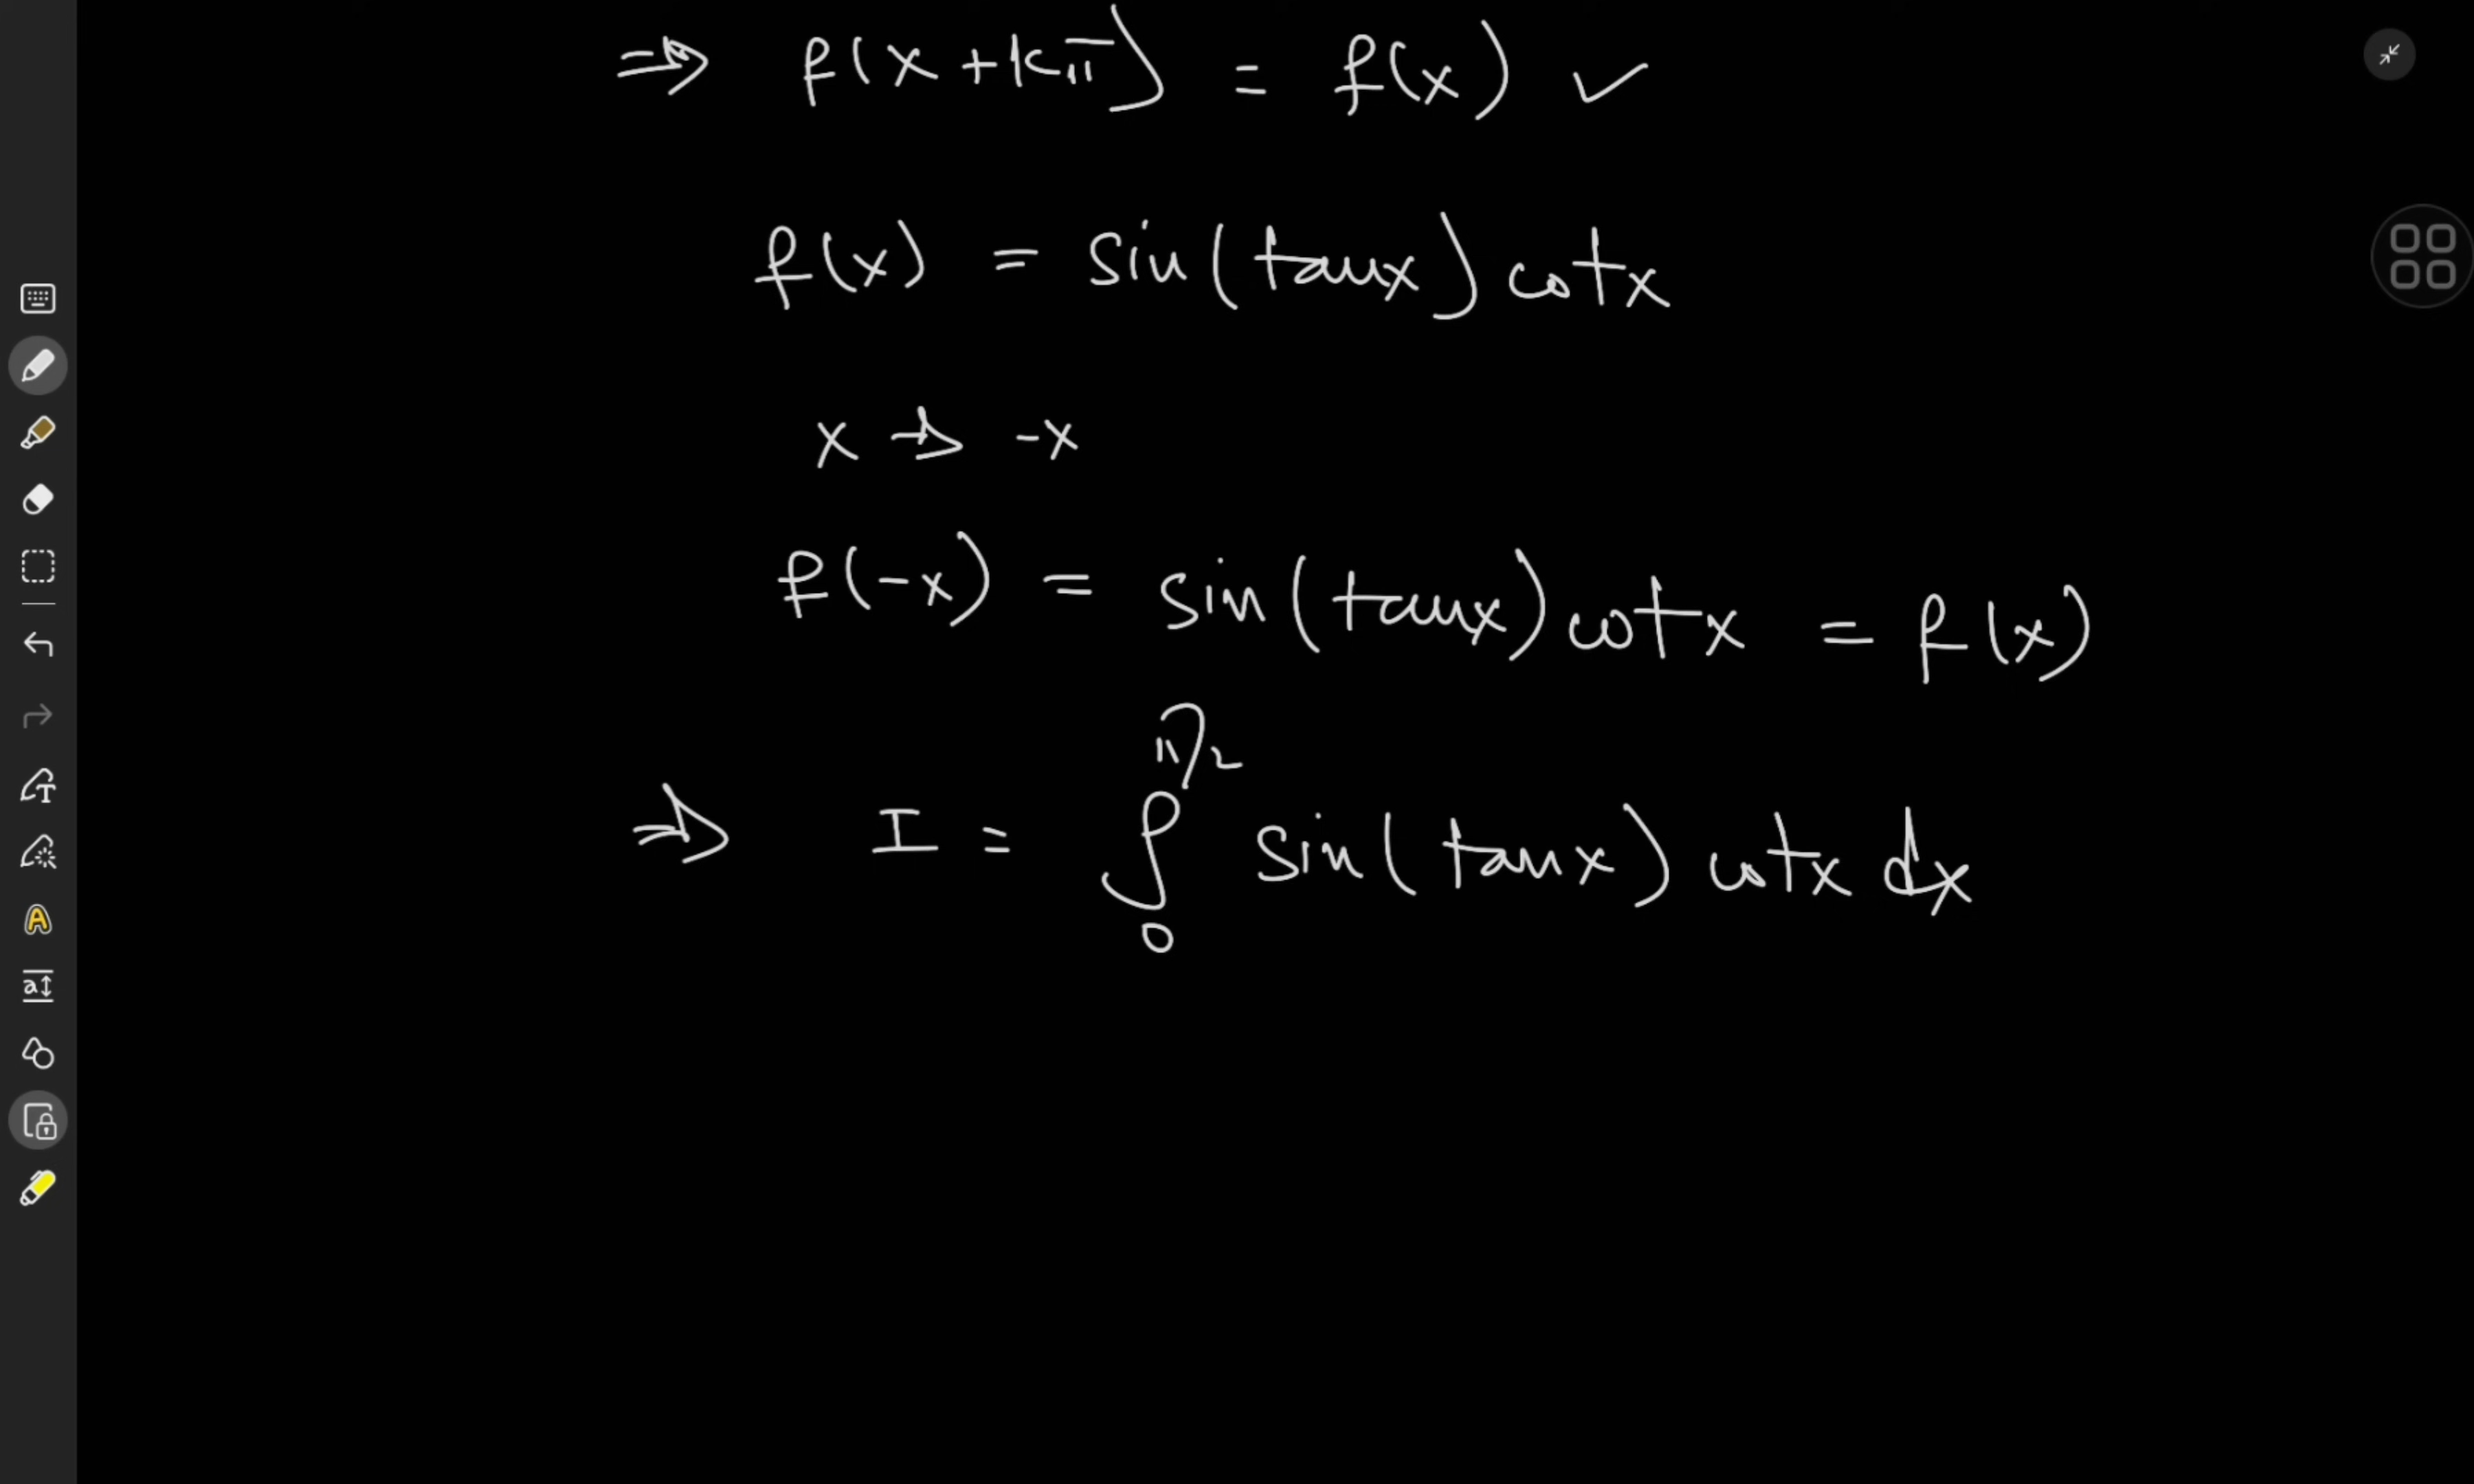 ⇒ f(x + kπ) = f(x) ✓
f(x) = sin(tanx) cotx
x → -x
f(-x) = sin(tanx) cotx = f(x)
⇒ I = ∫₀^{π/2} sin(tanx) cotx dx